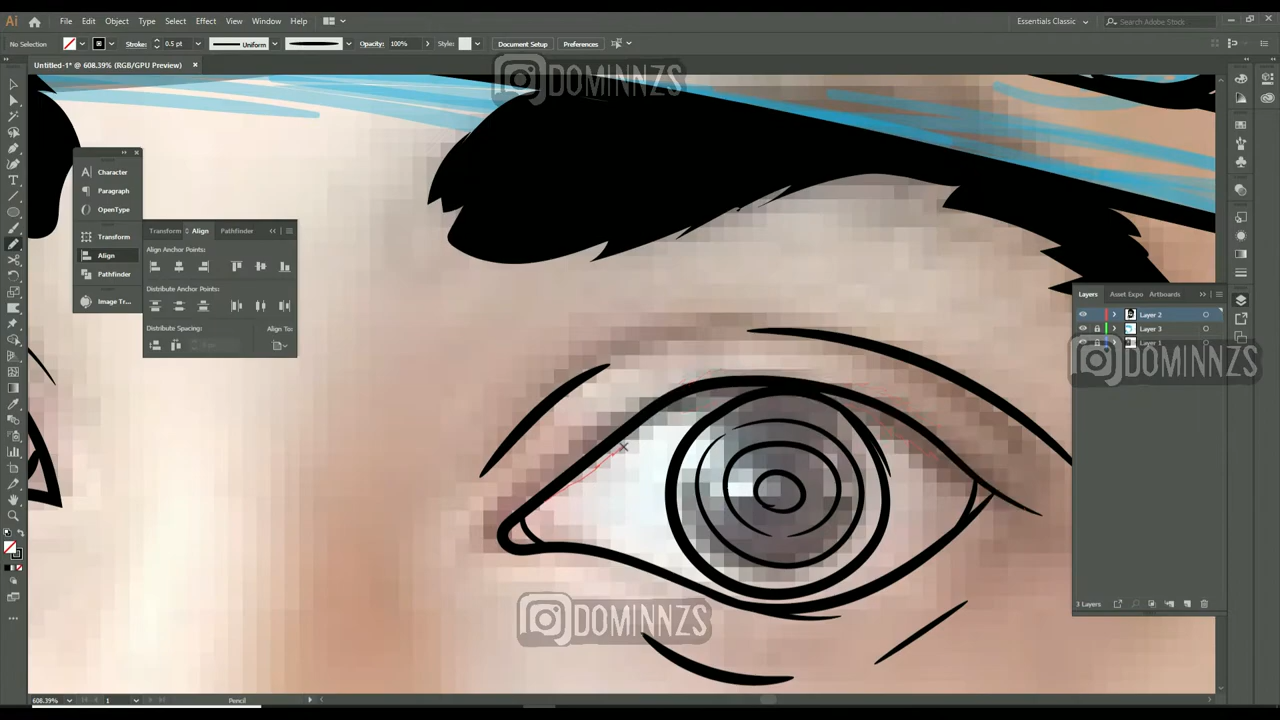 Ai File Edit Object Type Select Effect View Window Help Essentials Classic Search Adobe Stock
No Selection Stroke: 0.5 pt Uniform Opacity: 100% Style: Document Setup Preferences
Untitled-1* @ 608.39% (RGB/GPU Preview)
DOMINNZS
Character
Paragraph
OpenType
Transform
Align
Pathfinder
Image Tr...
Transform Align Pathfinder
Align Anchor Points:
Distribute Anchor Points:
Distribute Spacing:
Align To:
Layers Asset Expo Artboards
Layer 2
Layer 3
DOMINNZS
DOMINNZS
3 Layers
608.39% 1 Pencil